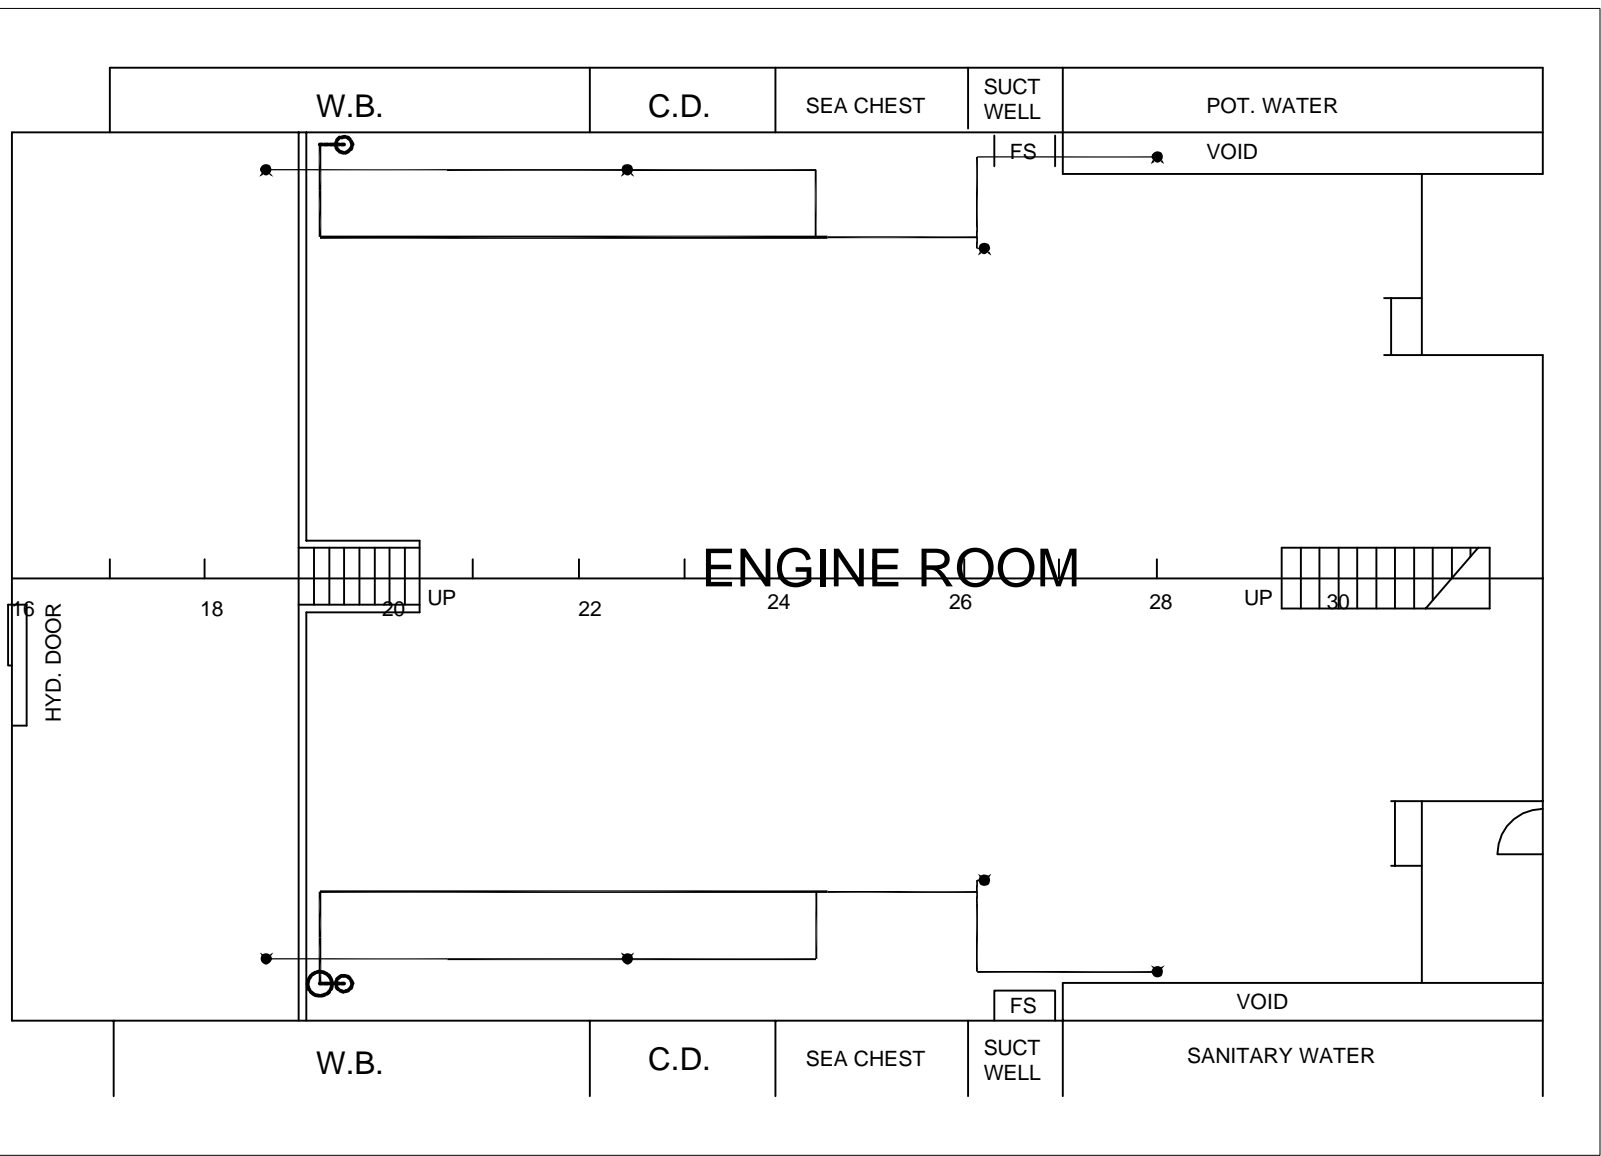 W.B.
C.D.
SEA CHEST
SUCT
WELL
POT. WATER
FS
VOID
ENGINE ROOM
16
18
20
UP
22
24
26
28
UP
30
HYD. DOOR
FS
VOID
W.B.
C.D.
SEA CHEST
SUCT
WELL
SANITARY WATER